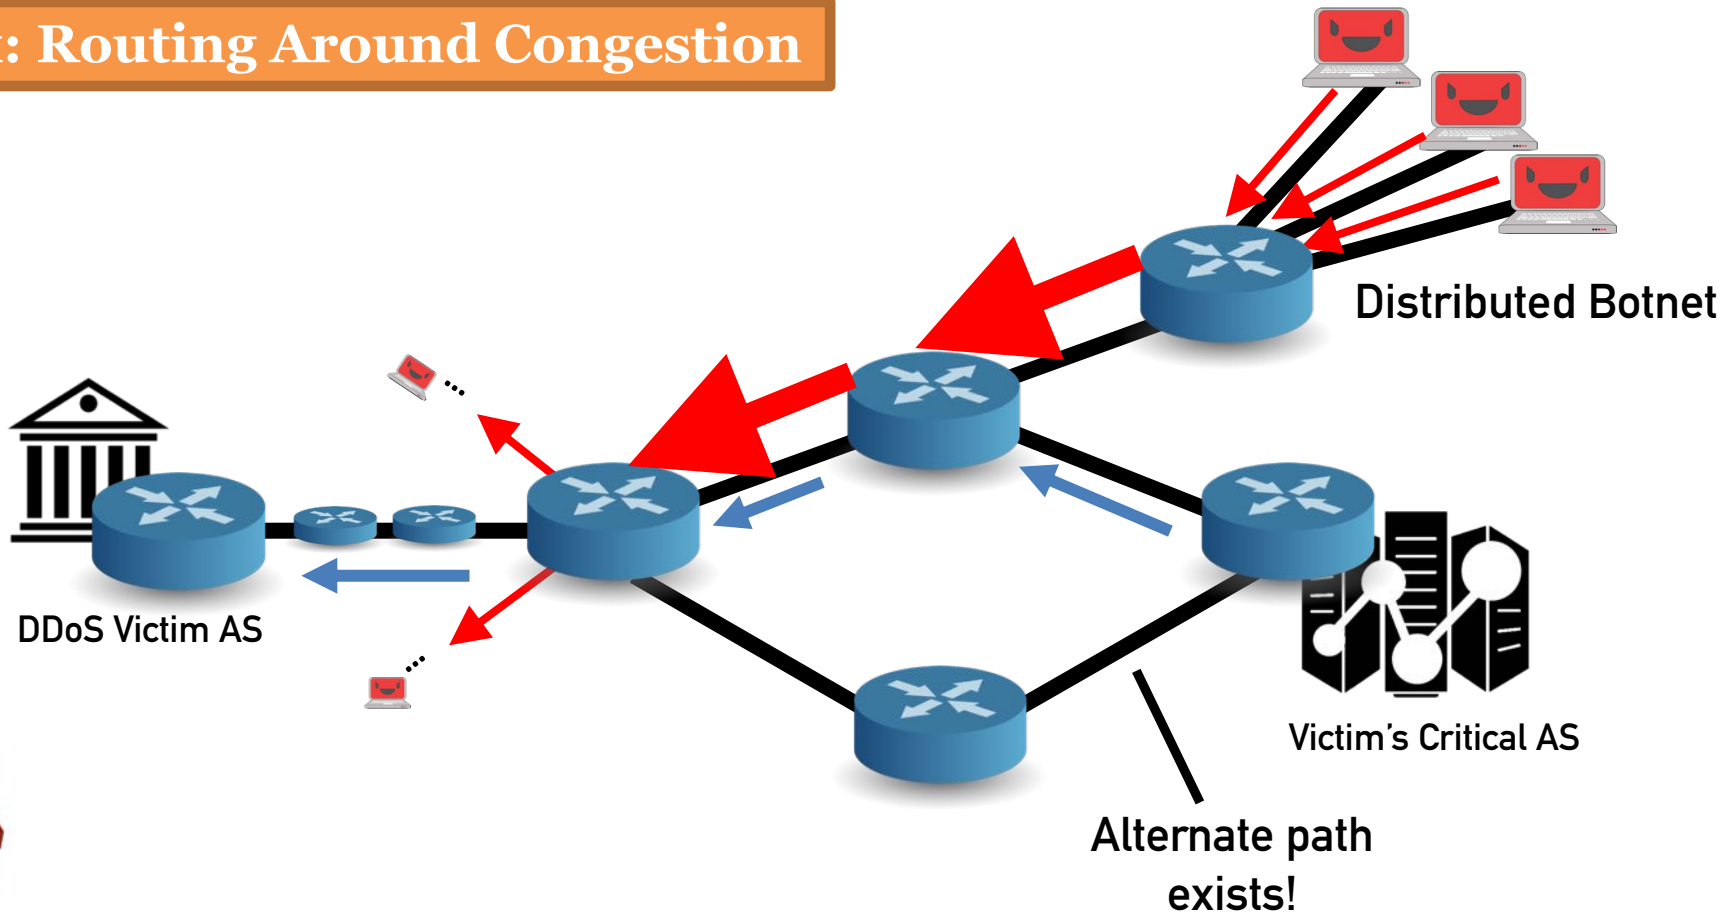 : Routing Around Congestion
Distributed Botnet
DDoS Victim AS
Victim's Critical AS
Alternate path
exists!